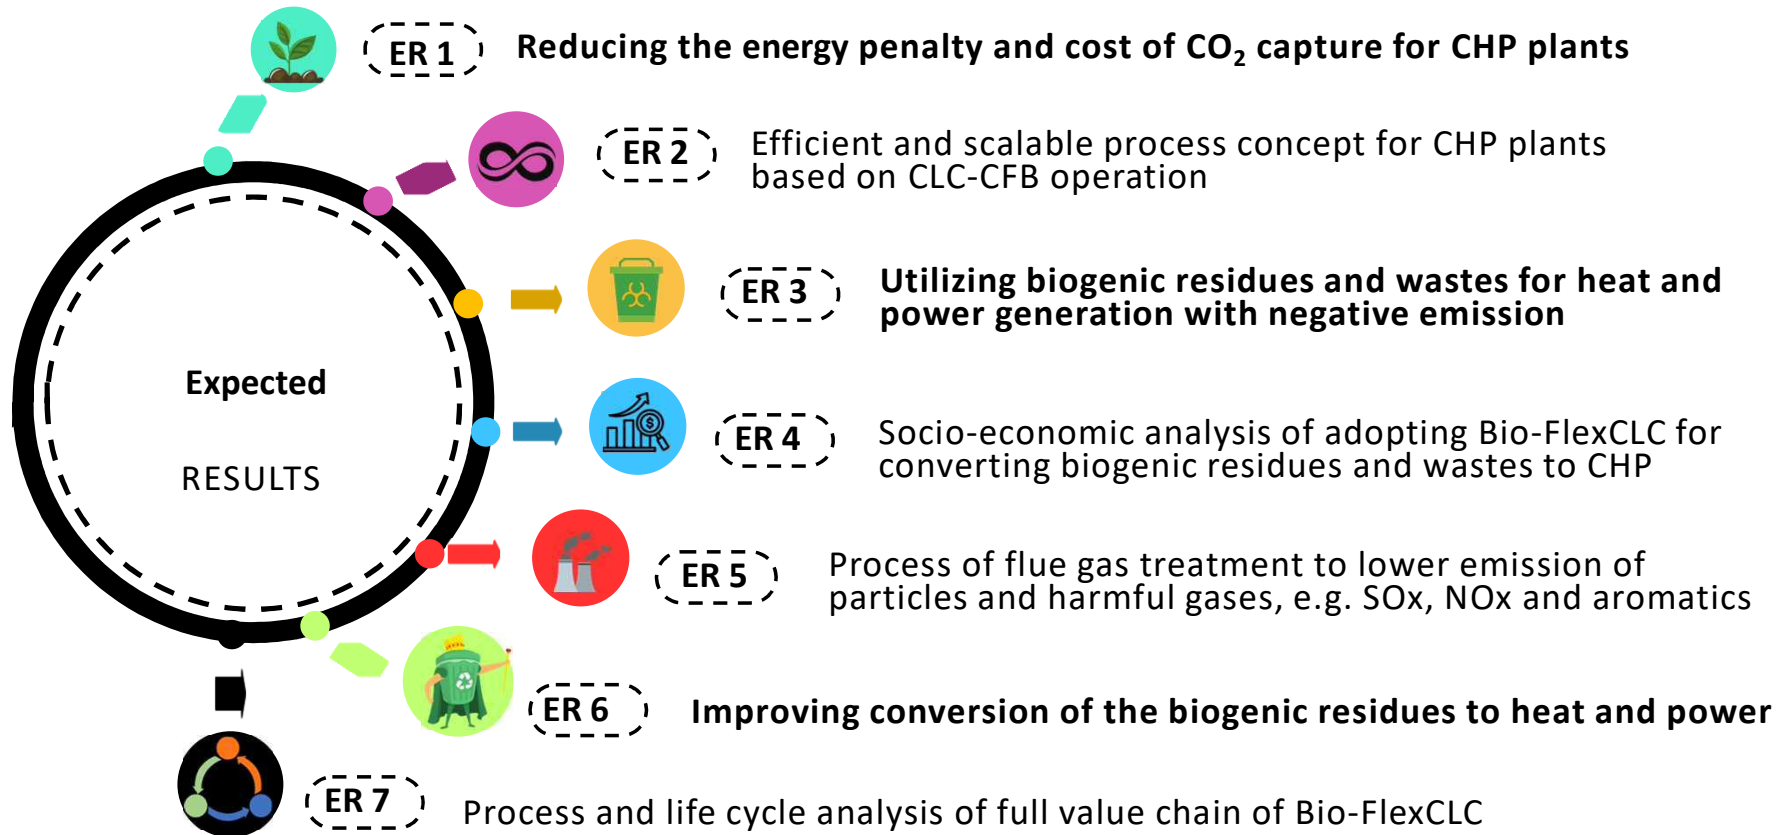 ER 1
Reducing the energy penalty and cost of CO₂ capture for CHP plants
ER 2
Efficient and scalable process concept for CHP plants
based on CLC-CFB operation
ER 3
Utilizing biogenic residues and wastes for heat and
power generation with negative emission
Expected
RESULTS
ER 4
Socio-economic analysis of adopting Bio-FlexCLC for
converting biogenic residues and wastes to CHP
ER 5
Process of flue gas treatment to lower emission of
particles and harmful gases, e.g. SOx, NOx and aromatics
ER 6
Improving conversion of the biogenic residues to heat and power
ER 7
Process and life cycle analysis of full value chain of Bio-FlexCLC